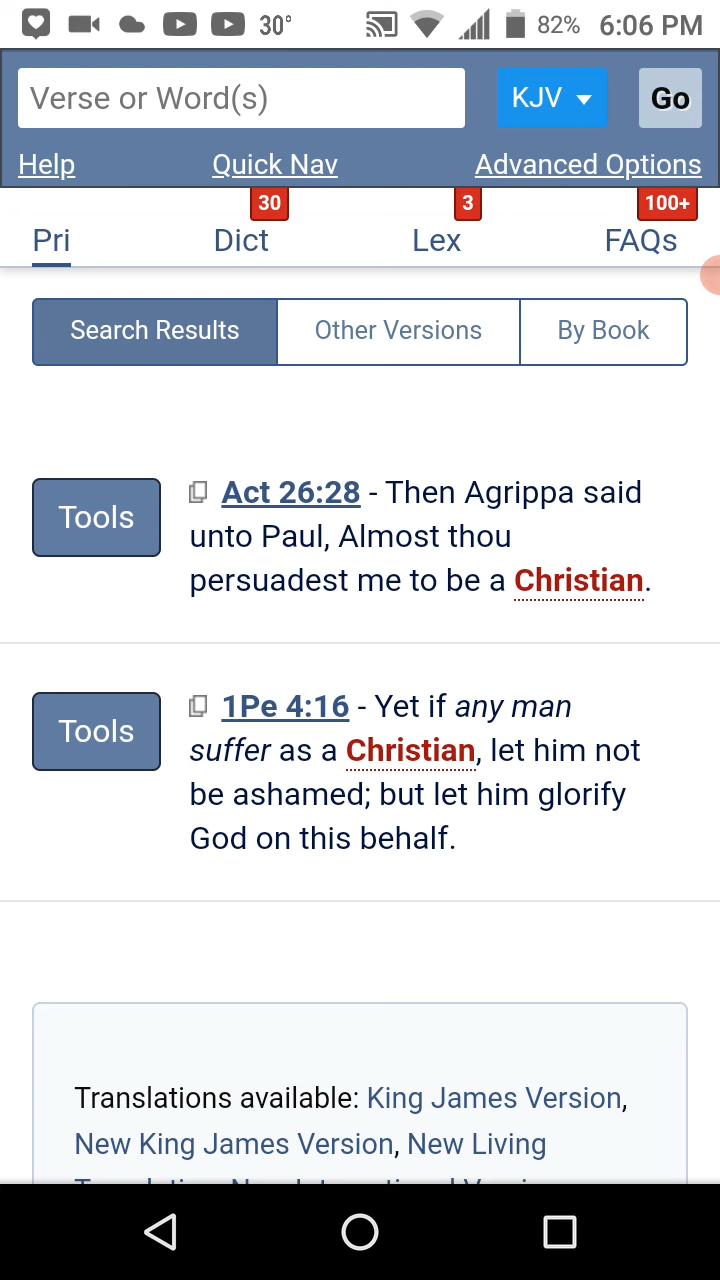 30° 82% 6:06 PM
Verse or Word(s) KJV Go
Help Quick Nav Advanced Options
30 3 100+
Pri Dict Lex FAQs
Search Results Other Versions By Book
Tools Act 26:28 - Then Agrippa said
unto Paul, Almost thou
persuadest me to be a Christian.
Tools 1Pe 4:16 - Yet if any man
suffer as a Christian, let him not
be ashamed; but let him glorify
God on this behalf.
Translations available: King James Version,
New King James Version, New Living